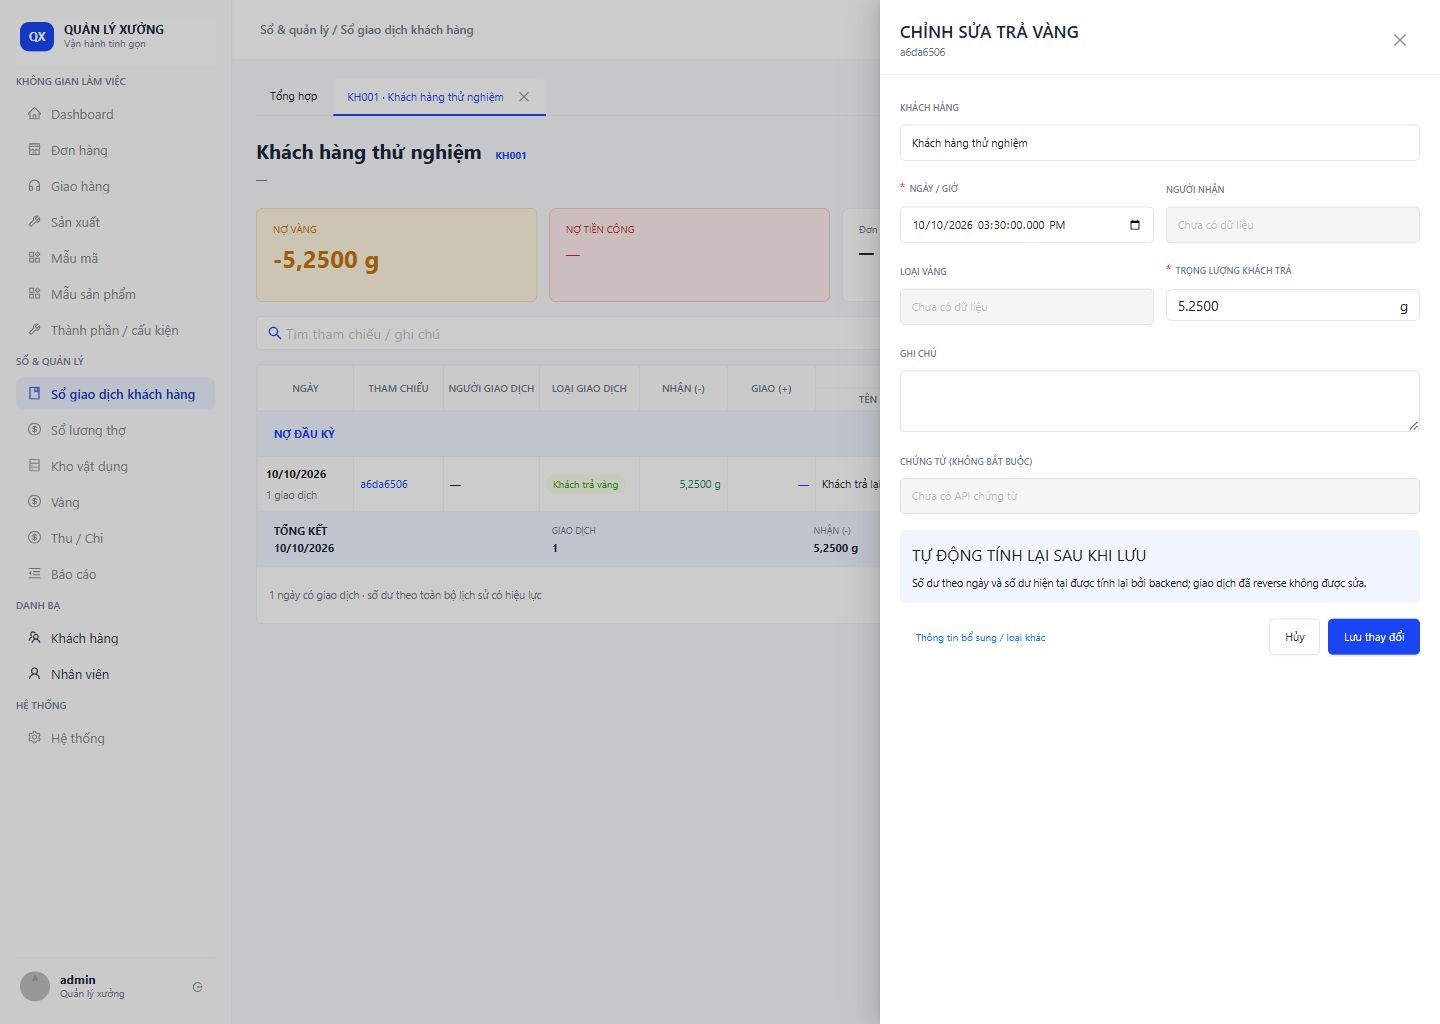 QX
QUẢN LÝ XƯỞNG
Vận hành tinh gọn
KHÔNG GIAN LÀM VIỆC
Dashboard
Đơn hàng
Giao hàng
Sản xuất
Mẫu mã
Mẫu sản phẩm
Thành phần / cấu kiện
SỔ & QUẢN LÝ
Sổ giao dịch khách hàng
Sổ lương thợ
Kho vật dụng
Vàng
Thu / Chi
Báo cáo
DANH BẠ
Khách hàng
Nhân viên
HỆ THỐNG
Hệ thống
A
admin
Quản lý xưởng
Sổ & quản lý / Sổ giao dịch khách hàng
Tổng hợp
KH001 · Khách hàng thử nghiệm
Khách hàng thử nghiệm KH001
—
NỢ VÀNG
-5,2500 g
NỢ TIỀN CÔNG
—
Đơn
—
Tìm tham chiếu / ghi chú
NGÀY THAM CHIẾU NGƯỜI GIAO DỊCH LOẠI GIAO DỊCH NHẬN (-) GIAO (+) TÊN
NỢ ĐẦU KỲ
10/10/2026
1 giao dịch
a6da6506 — Khách trả vàng 5,2500 g — Khách trả lại
TỔNG KẾT
10/10/2026
GIAO DỊCH
1
NHẬN (-)
5,2500 g
1 ngày có giao dịch · số dư theo toàn bộ lịch sử có hiệu lực
CHỈNH SỬA TRẢ VÀNG
a6da6506
KHÁCH HÀNG
Khách hàng thử nghiệm
* NGÀY / GIỜ
10/10/2026 03:30:00.000 PM
NGƯỜI NHẬN
Chưa có dữ liệu
LOẠI VÀNG
Chưa có dữ liệu
* TRỌNG LƯỢNG KHÁCH TRẢ
5.2500 g
GHI CHÚ
CHỨNG TỪ (KHÔNG BẮT BUỘC)
Chưa có API chứng từ
TỰ ĐỘNG TÍNH LẠI SAU KHI LƯU
Số dư theo ngày và số dư hiện tại được tính lại bởi backend; giao dịch đã reverse không được sửa.
Thông tin bổ sung / loại khác
Hủy
Lưu thay đổi